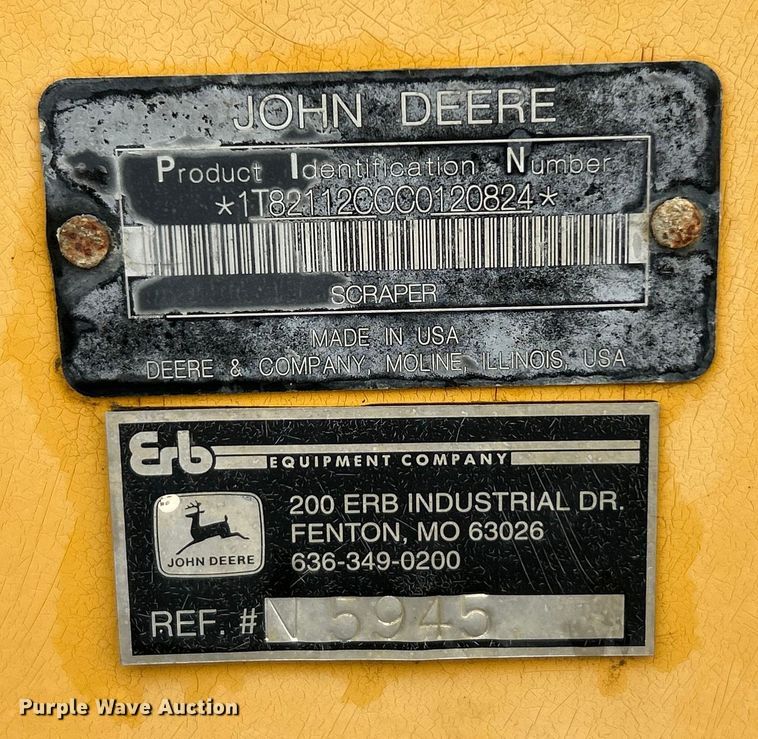 JOHN DEERE
Product Identification Number
*1T82112CCC0120824*
SCRAPER
MADE IN USA
DEERE & COMPANY, MOLINE, ILLINOIS, USA
Erb EQUIPMENT COMPANY
200 ERB INDUSTRIAL DR.
FENTON, MO 63026
636-349-0200
JOHN DEERE
REF. # N 5945
Purple Wave Auction